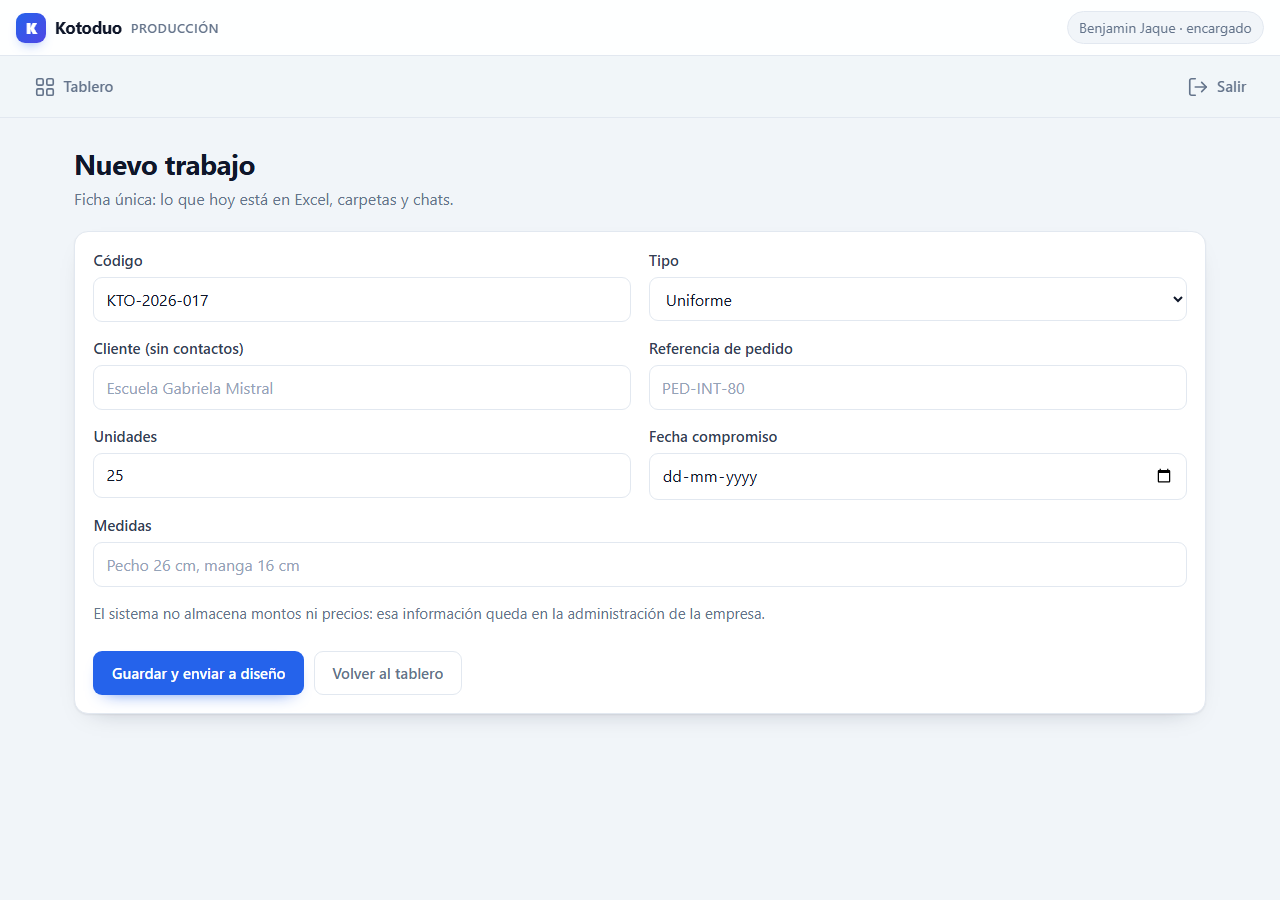 K Kotoduo PRODUCCIÓN Benjamin Jaque · encargado
Tablero Salir
Nuevo trabajo
Ficha única: lo que hoy está en Excel, carpetas y chats.
Código Tipo
KTO-2026-017 Uniforme
Cliente (sin contactos) Referencia de pedido
Escuela Gabriela Mistral PED-INT-80
Unidades Fecha compromiso
25 dd-mm-yyyy
Medidas
Pecho 26 cm, manga 16 cm
El sistema no almacena montos ni precios: esa información queda en la administración de la empresa.
Guardar y enviar a diseño Volver al tablero